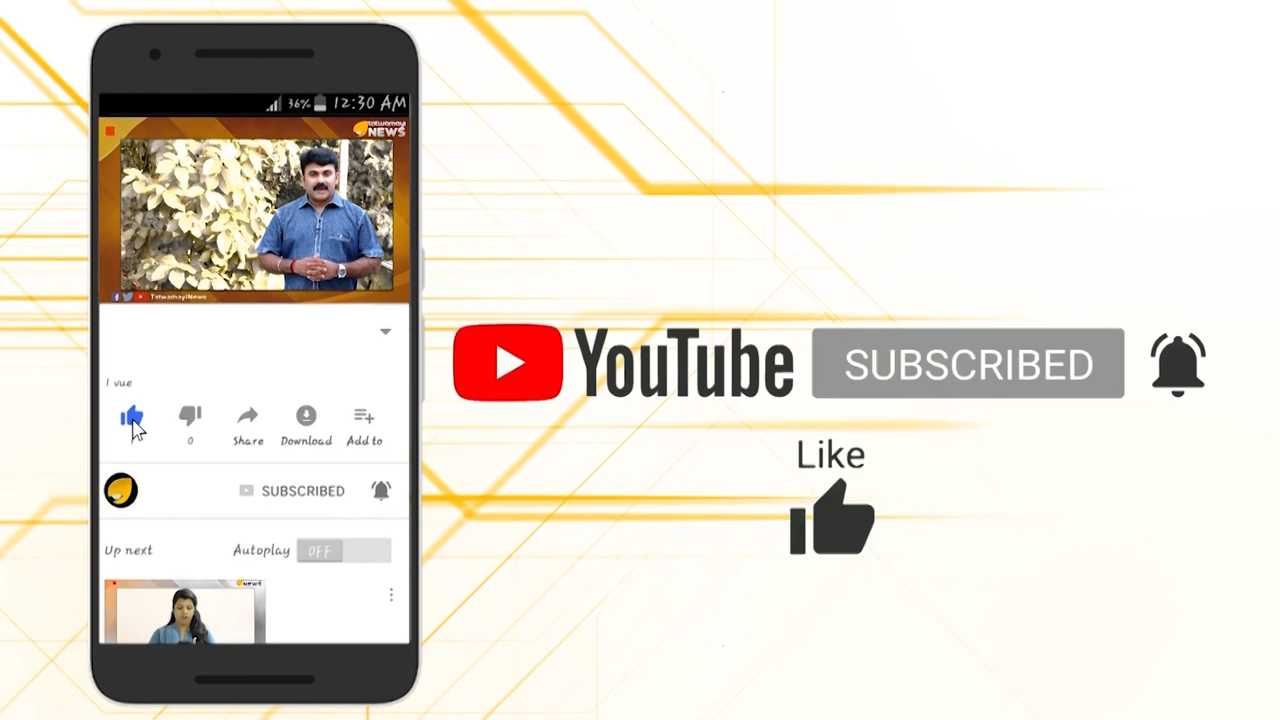 36% 12:30 AM
tatwamayi
NEWS
TatwamayiNews
1 vue
0 Share Download Add to
SUBSCRIBED
Up next Autoplay OFF
NEWS
YouTube SUBSCRIBED
Like